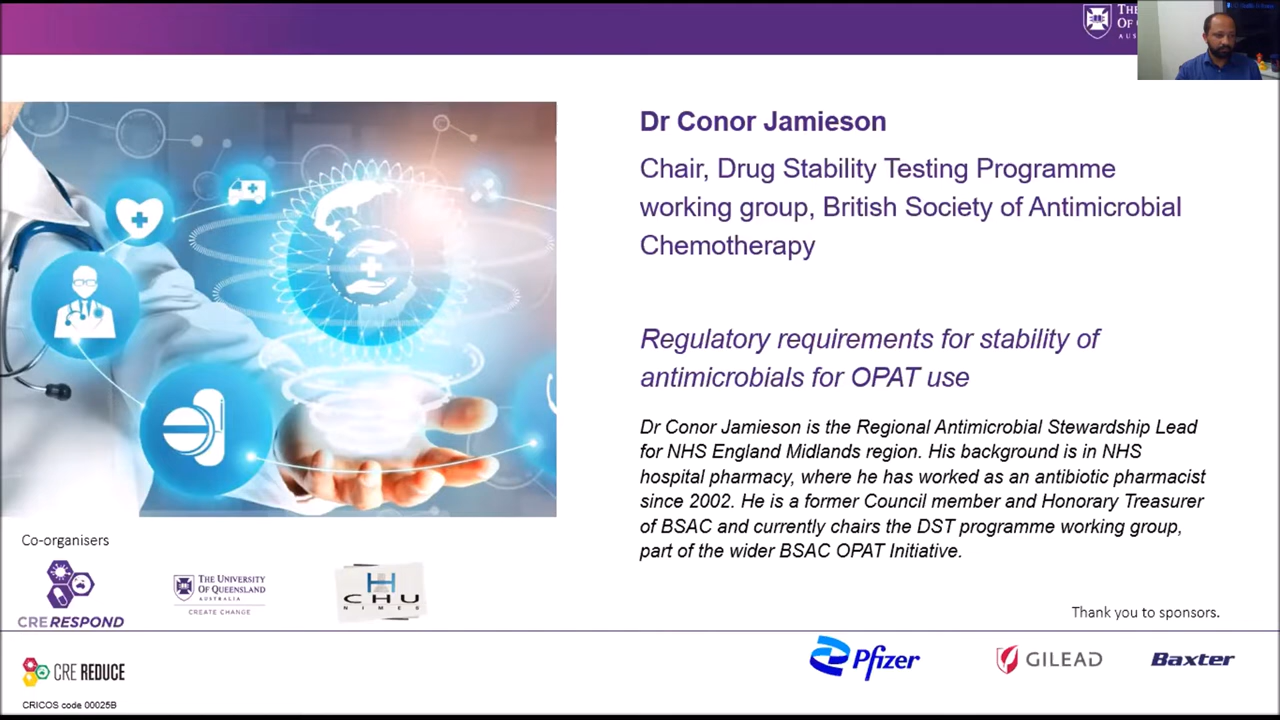 THE
OF
AUS
Dr Conor Jamieson
Chair, Drug Stability Testing Programme
working group, British Society of Antimicrobial
Chemotherapy
Regulatory requirements for stability of
antimicrobials for OPAT use
Dr Conor Jamieson is the Regional Antimicrobial Stewardship Lead
for NHS England Midlands region. His background is in NHS
hospital pharmacy, where he has worked as an antibiotic pharmacist
since 2002. He is a former Council member and Honorary Treasurer
of BSAC and currently chairs the DST programme working group,
part of the wider BSAC OPAT Initiative.
Co-organisers
CRE RESPOND
THE UNIVERSITY
OF QUEENSLAND
AUSTRALIA
CREATE CHANGE
H
CHU
NIMES
Thank you to sponsors.
CRE REDUCE
Pfizer
GILEAD
Baxter
CRICOS code 00025B